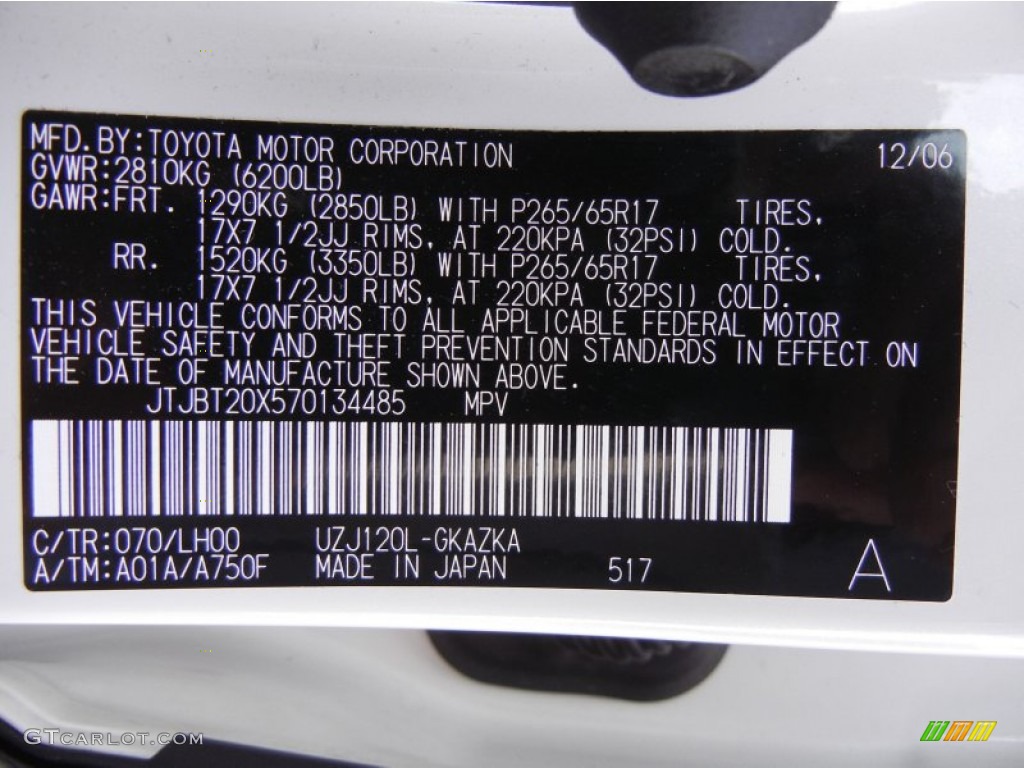 MFD.BY:TOYOTA MOTOR CORPORATION 12/06
GVWR:2810KG (6200LB)
GAWR:FRT. 1290KG (2850LB) WITH P265/65R17 TIRES,
17X7 1/2JJ RIMS, AT 220KPA (32PSI) COLD.
RR. 1520KG (3350LB) WITH P265/65R17 TIRES,
17X7 1/2JJ RIMS, AT 220KPA (32PSI) COLD.
THIS VEHICLE CONFORMS TO ALL APPLICABLE FEDERAL MOTOR
VEHICLE SAFETY AND THEFT PREVENTION STANDARDS IN EFFECT ON
THE DATE OF MANUFACTURE SHOWN ABOVE.
JTJBT20X570134485 MPV
C/TR:070/LH00 UZJ120L-GKAZKA
A/TM:A01A/A750F MADE IN JAPAN 517 A
GTCARLOT.COM